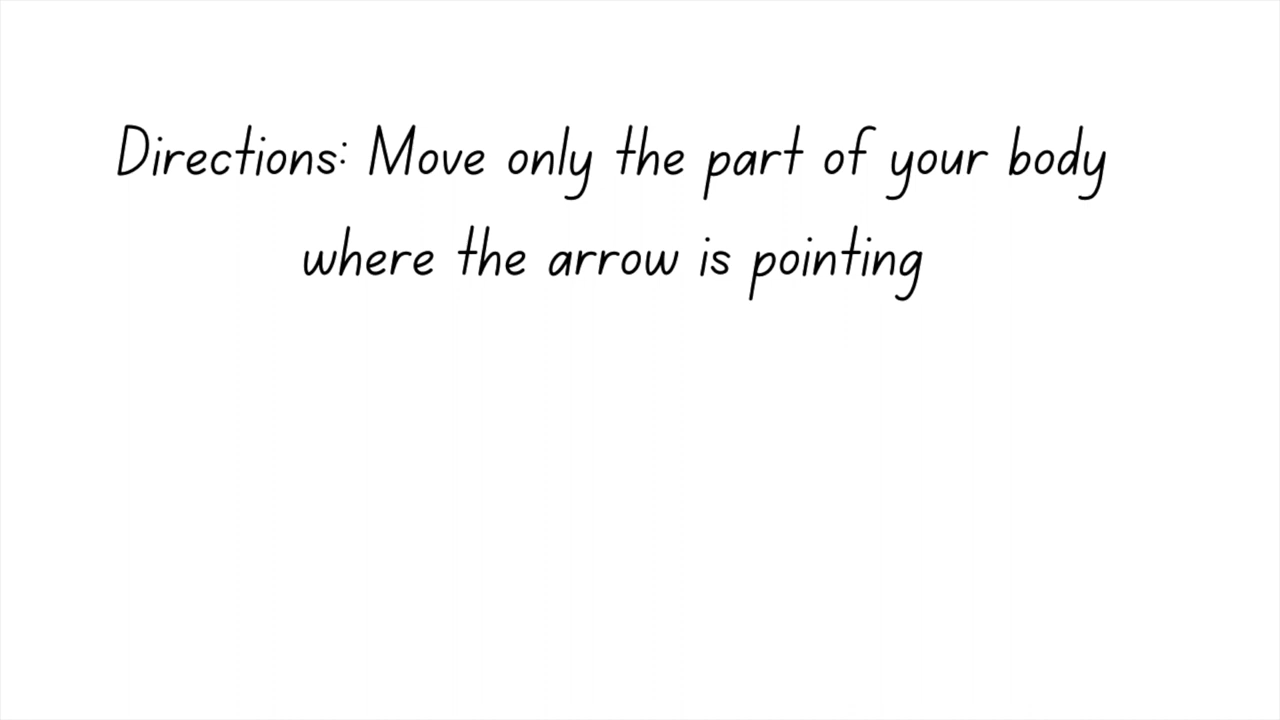 Directions: Move only the part of your body
where the arrow is pointing